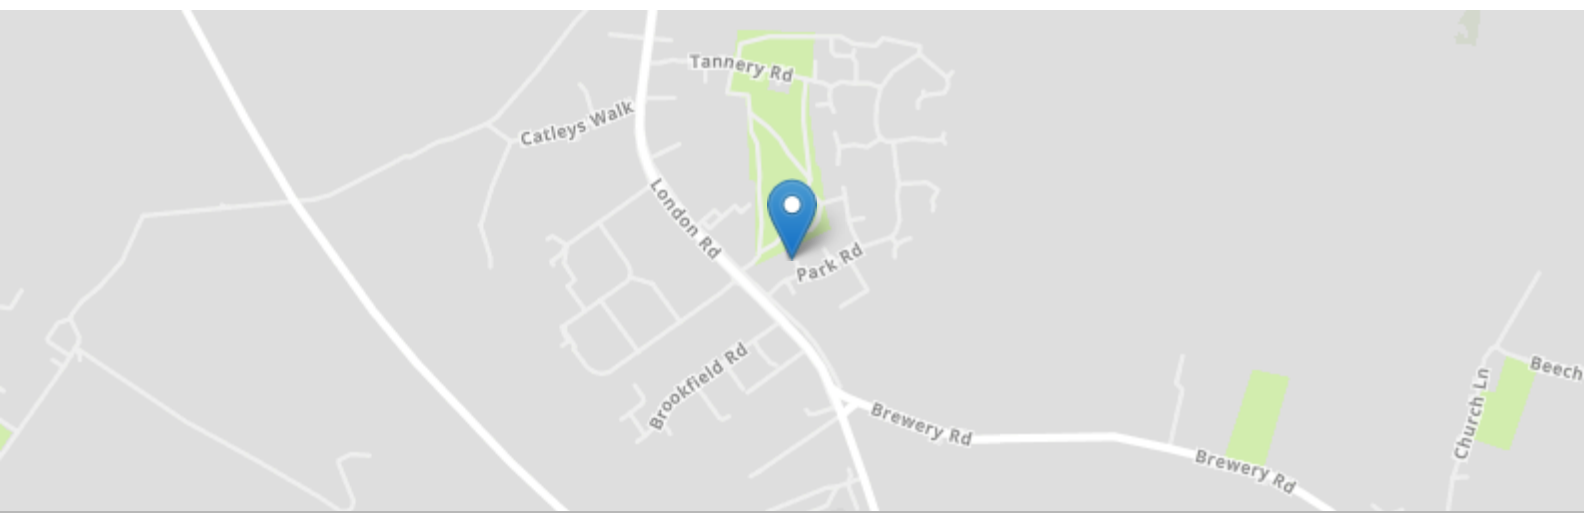 Tannery Rd
Catleys Walk
London Rd
Park Rd
Brookfield Rd
Beech
Church Ln
Brewery Rd
Brewery Rd